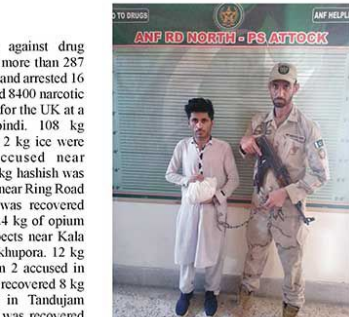 against drug
more than 287
and arrested 16
d 8400 narcotic
for the UK at a
indi. 108 kg
2 kg ice were
ccused near
kg hashish was
near Ring Road
was recovered
.4 kg of opium
pects near Kala
khupora. 12 kg
m 2 accused in
recovered 8 kg
in Tandujam
was recovered
O TO DRUGS
ANF HELPL
ANF RD NORTH - PS ATTOCK